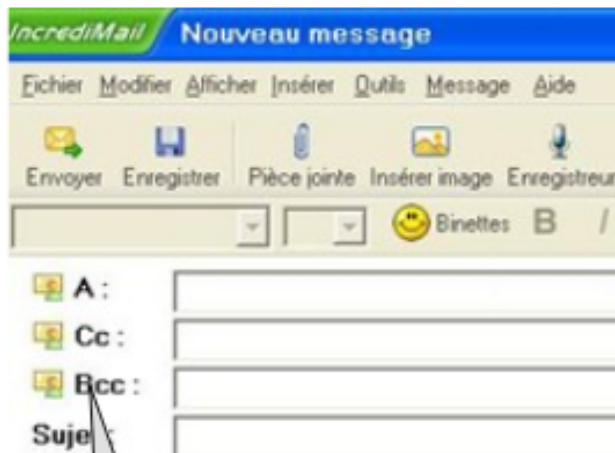 IncrediMail Nouveau message
Fichier Modifier Afficher Insérer Outils Message Aide
Envoyer Enregistrer Pièce jointe Insérer image Enregistreur
Binettes B I
A :
Cc :
Bcc :
Sujet :